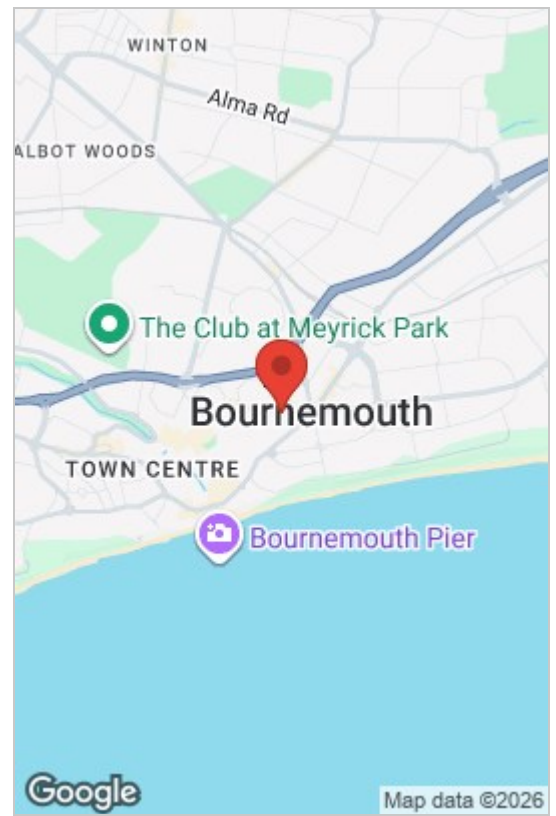 WINTON
Alma Rd
ALBOT WOODS
The Club at Meyrick Park
Bournemouth
TOWN CENTRE
Bournemouth Pier
Google
Map data ©2026